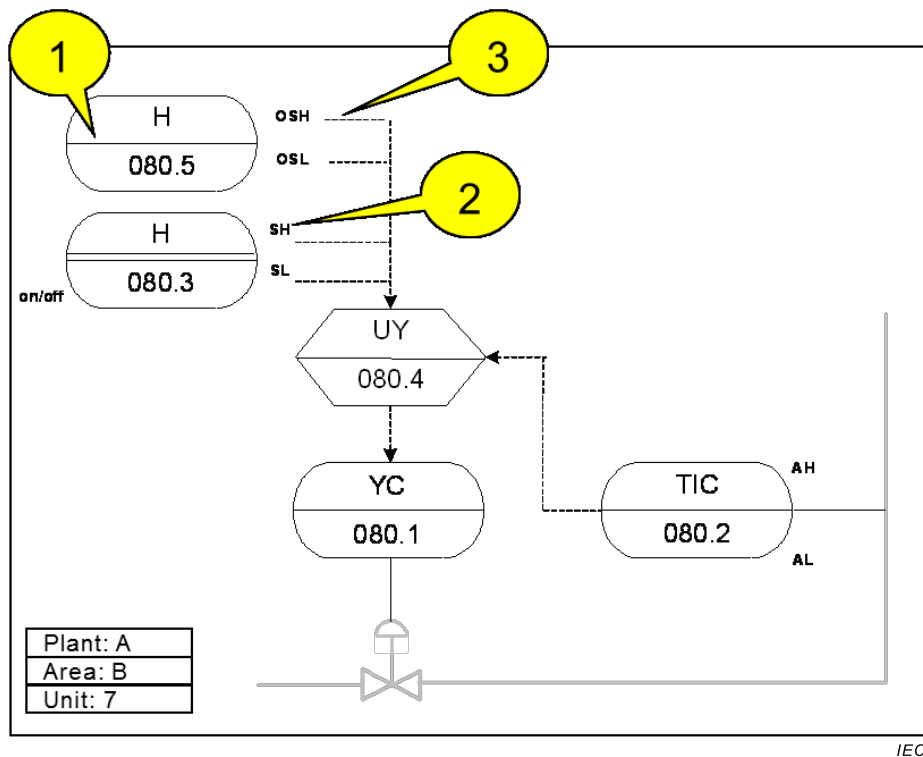 1
3
H
080.5
OSH
OSL
2
H
080.3
SH
SL
on/off
UY
080.4
YC
080.1
TIC
080.2
AH
AL
Plant: A
Area: B
Unit: 7
IEC